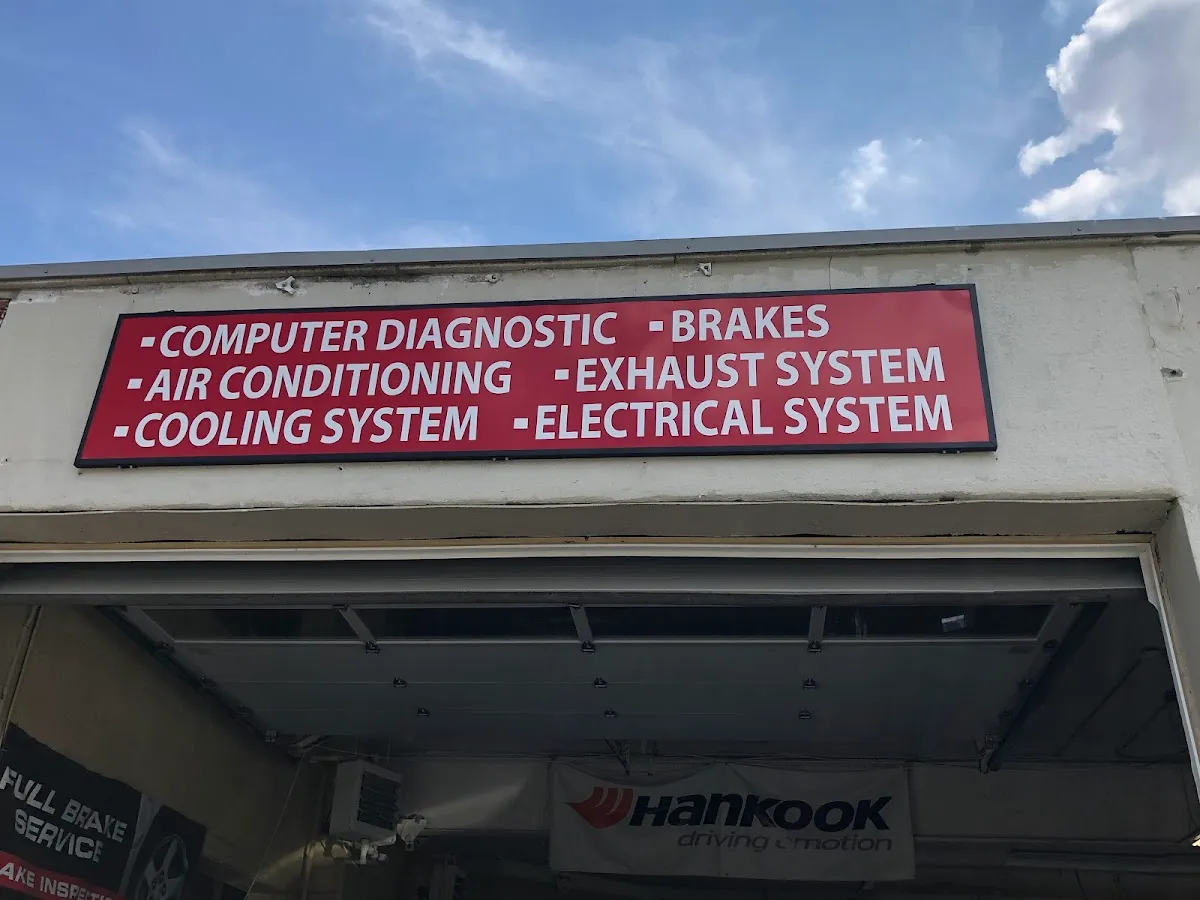 ▪COMPUTER DIAGNOSTIC ▪BRAKES
▪AIR CONDITIONING ▪EXHAUST SYSTEM
▪COOLING SYSTEM ▪ELECTRICAL SYSTEM
FULL BRAKE
SERVICE
HANKOOK
driving emotion